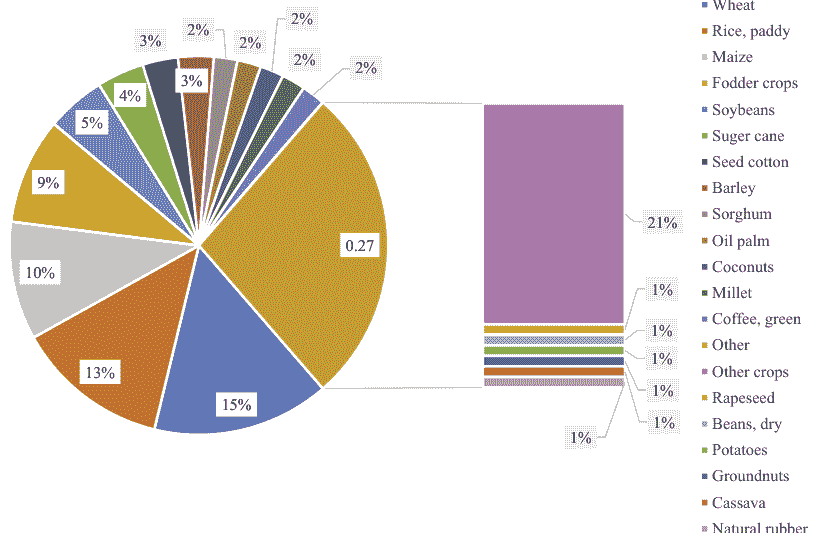 3%
2%
2%
2%
2%
2%
3%
4%
5%
9%
10%
13%
15%
0.27
21%
1%
1%
1%
1%
1%
1%
Wheat
Rice, paddy
Maize
Fodder crops
Soybeans
Suger cane
Seed cotton
Barley
Sorghum
Oil palm
Coconuts
Millet
Coffee, green
Other
Other crops
Rapeseed
Beans, dry
Potatoes
Groundnuts
Cassava
Natural rubber